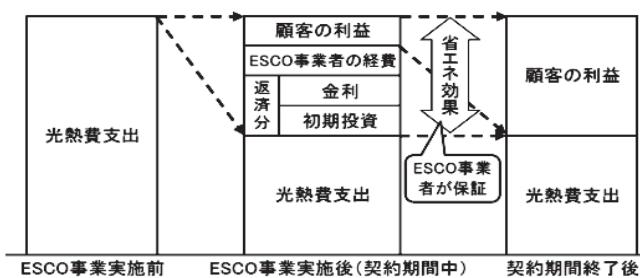 光熱費支出
ESCO事業実施前
顧客の利益
ESCO事業者の経費
返済分
金利
初期投資
光熱費支出
ESCO事業実施後(契約期間中)
省エネ効果
ESCO事業
者が保証
顧客の利益
光熱費支出
契約期間終了後